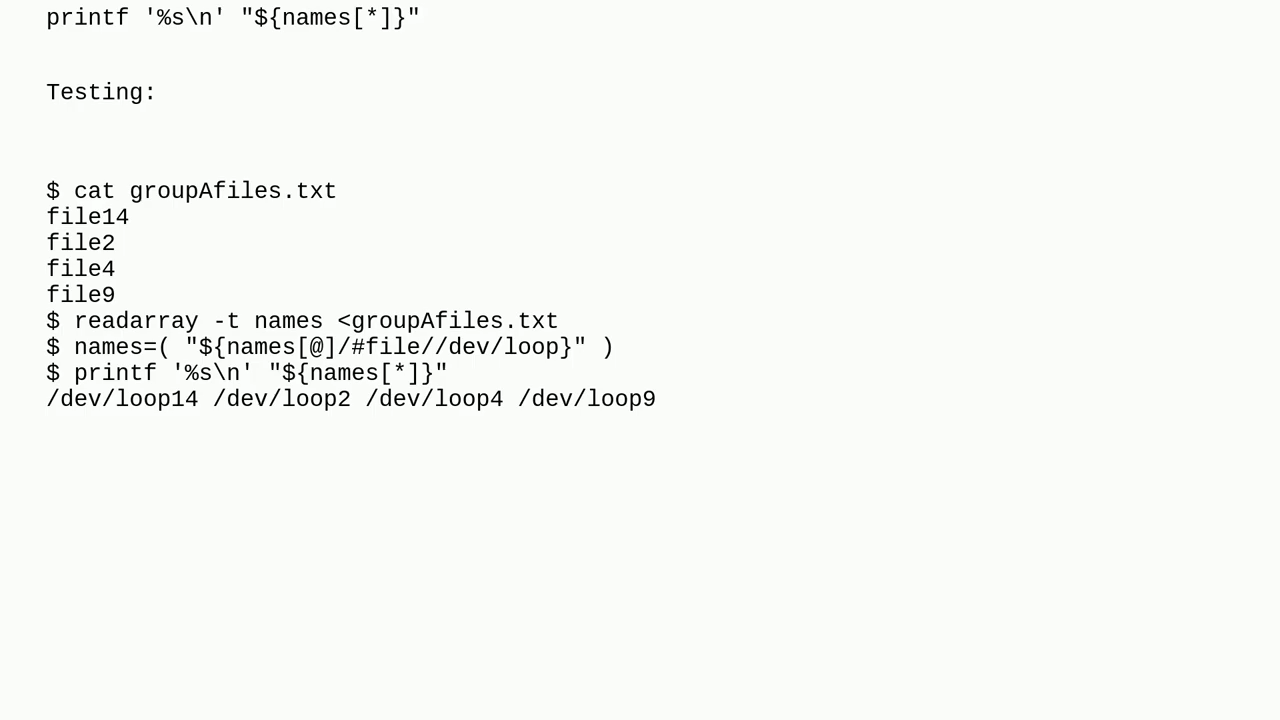 printf '%s\n' "${names[*]}"
Testing:
$ cat groupAfiles.txt
file14
file2
file4
file9
$ readarray -t names <groupAfiles.txt
$ names=( "${names[@]/#file//dev/loop}" )
$ printf '%s\n' "${names[*]}"
/dev/loop14 /dev/loop2 /dev/loop4 /dev/loop9